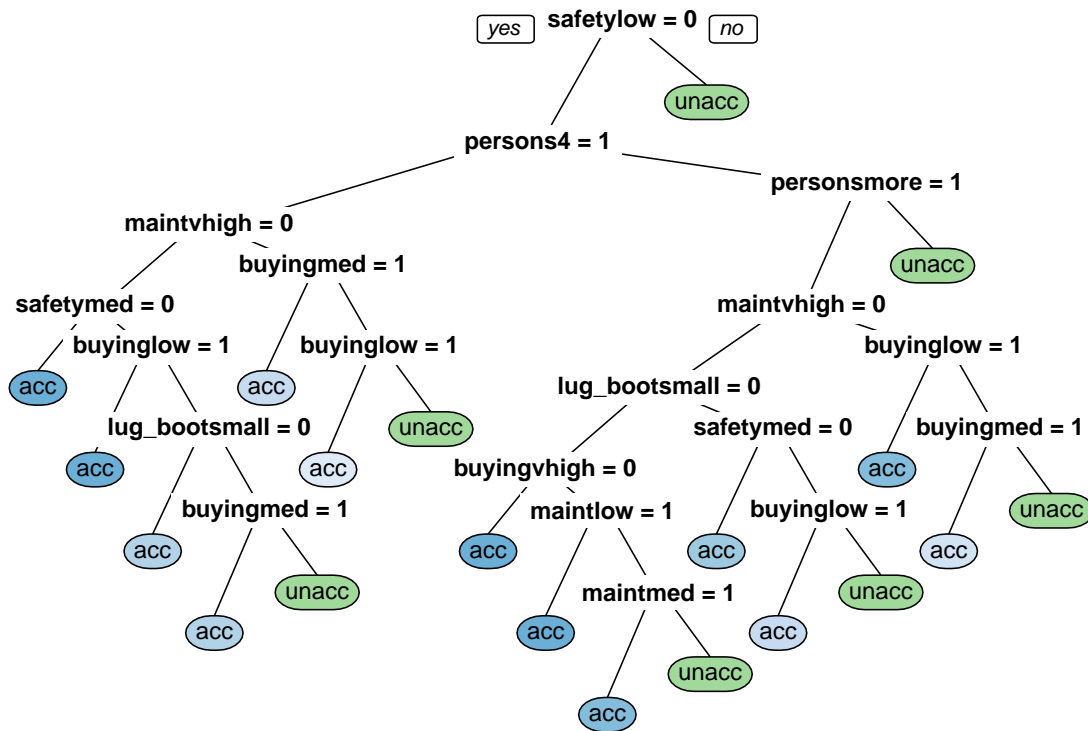 yes safetylow = 0 no
unacc
persons4 = 1
personsmore = 1
maintvhigh = 0
buyingmed = 1
unacc
safetymed = 0
maintvhigh = 0
buyinglow = 1
buyinglow = 1
buyinglow = 1
acc
acc
lug_bootsmall = 0
lug_bootsmall = 0
unacc
safetymed = 0
buyingmed = 1
acc
acc
buyingvhigh = 0
acc
buyingmed = 1
maintlow = 1
buyinglow = 1
unacc
acc
acc
acc
acc
unacc
maintmed = 1
unacc
acc
acc
acc
unacc
acc